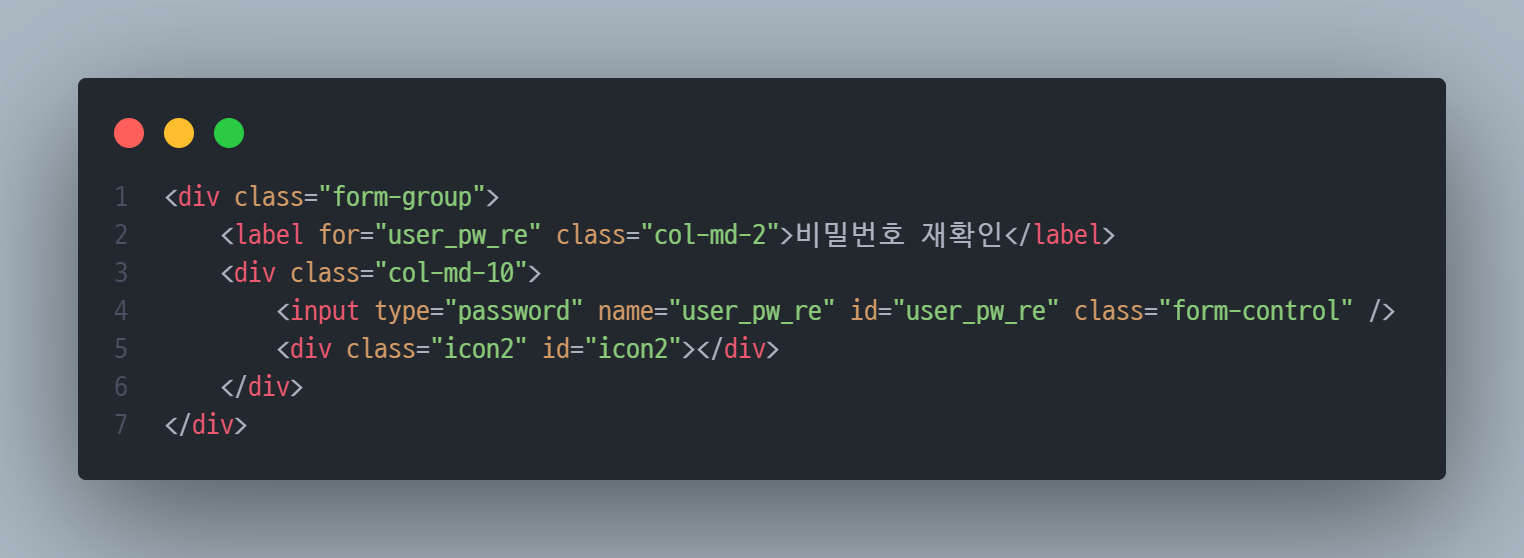 1 <div class="form-group">
2     <label for="user_pw_re" class="col-md-2">비밀번호 재확인</label>
3     <div class="col-md-10">
4         <input type="password" name="user_pw_re" id="user_pw_re" class="form-control" />
5         <div class="icon2" id="icon2"></div>
6     </div>
7 </div>